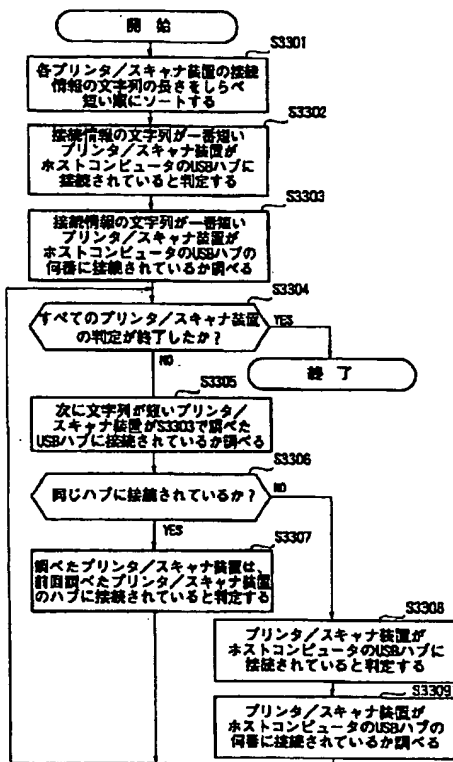 開始
S3301
各プリンタ／スキャナ装置の接続
情報の文字列の長さをしらべ
短い順にソートする
S3302
接続情報の文字列が一番短い
プリンタ／スキャナ装置が
ホストコンピュータのUSBハブに
接続されていると判定する
S3303
接続情報の文字列が一番短い
プリンタ／スキャナ装置が
ホストコンピュータのUSBハブの
何番に接続されているか調べる
S3304
すべてのプリンタ／スキャナ装置
の判定が終了したか？
YES
NO
終了
S3305
次に文字列が短いプリンタ／
スキャナ装置がS3303で調べた
USBハブに接続されているか調べる
S3306
同じハブに接続されているか？
NO
YES
S3307
調べたプリンタ／スキャナ装置は、
前回調べたプリンタ／スキャナ装置
のハブに接続されていると判定する
S3308
プリンタ／スキャナ装置が
ホストコンピュータのUSBハブに
接続されていると判定する
S3309
プリンタ／スキャナ装置が
ホストコンピュータのUSBハブの
何番に接続されているか調べる